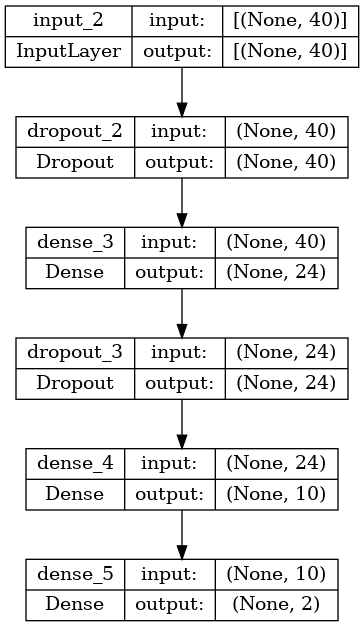 input_2 input: [(None, 40)]
InputLayer output: [(None, 40)]
dropout_2 input: (None, 40)
Dropout output: (None, 40)
dense_3 input: (None, 40)
Dense output: (None, 24)
dropout_3 input: (None, 24)
Dropout output: (None, 24)
dense_4 input: (None, 24)
Dense output: (None, 10)
dense_5 input: (None, 10)
Dense output: (None, 2)